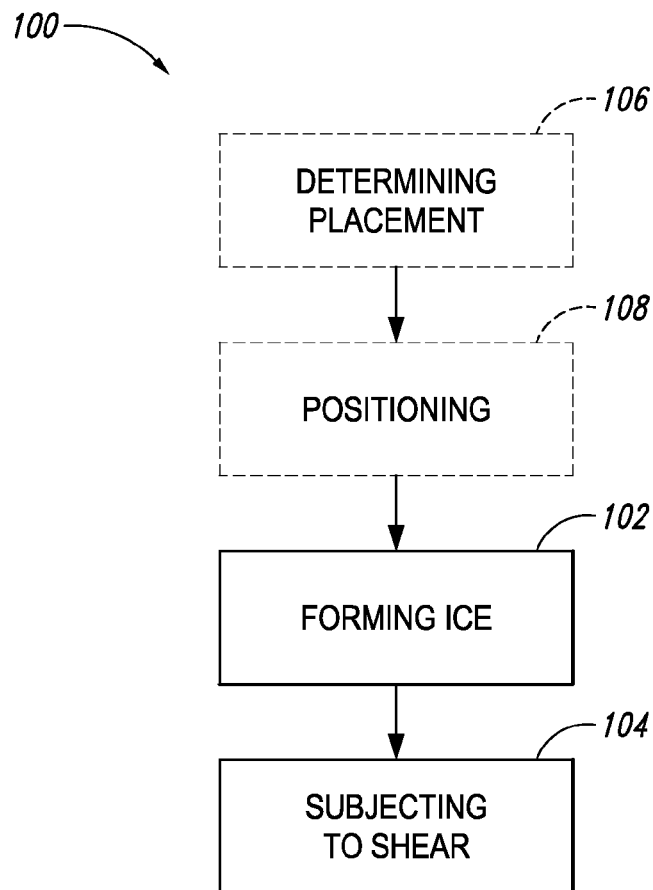 100
106
DETERMINING
PLACEMENT
108
POSITIONING
102
FORMING ICE
104
SUBJECTING
TO SHEAR